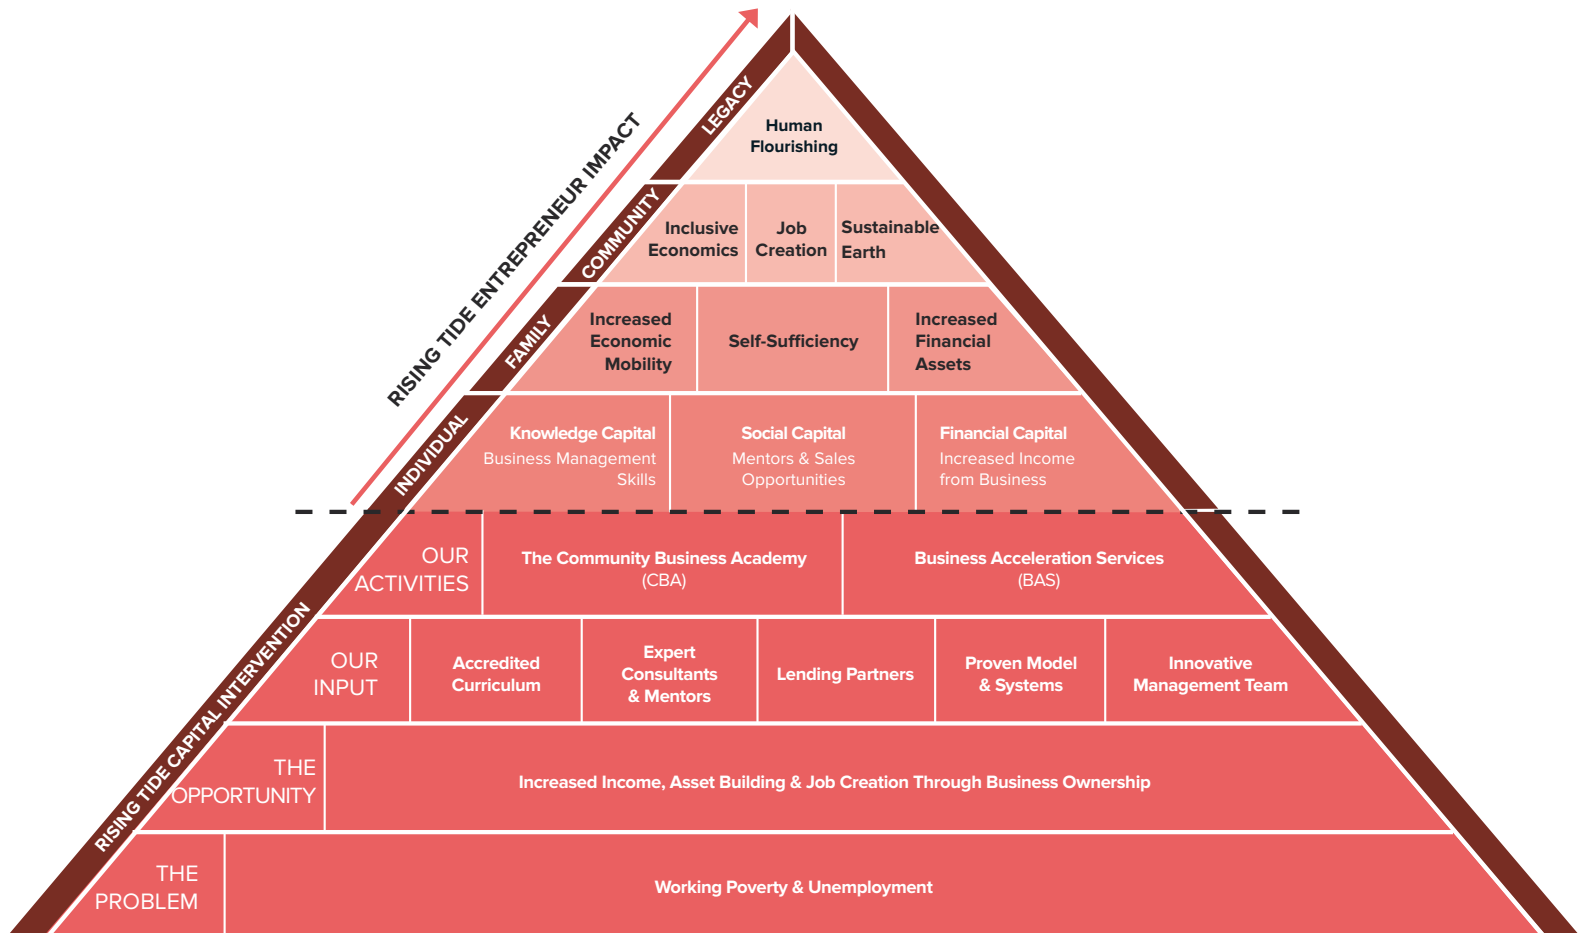 RISING TIDE ENTREPRENEUR IMPACT
LEGACY
Human
Flourishing
COMMUNITY
Inclusive
Economics
Job
Creation
Sustainable
Earth
FAMILY
Increased
Economic
Mobility
Self-Sufficiency
Increased
Financial
Assets
INDIVIDUAL
Knowledge Capital
Business Management
Skills
Social Capital
Mentors & Sales
Opportunities
Financial Capital
Increased Income
from Business
RISING TIDE CAPITAL INTERVENTION
OUR
ACTIVITIES
The Community Business Academy
(CBA)
Business Acceleration Services
(BAS)
OUR
INPUT
Accredited
Curriculum
Expert
Consultants
& Mentors
Lending Partners
Proven Model
& Systems
Innovative
Management Team
THE
OPPORTUNITY
Increased Income, Asset Building & Job Creation Through Business Ownership
THE
PROBLEM
Working Poverty & Unemployment